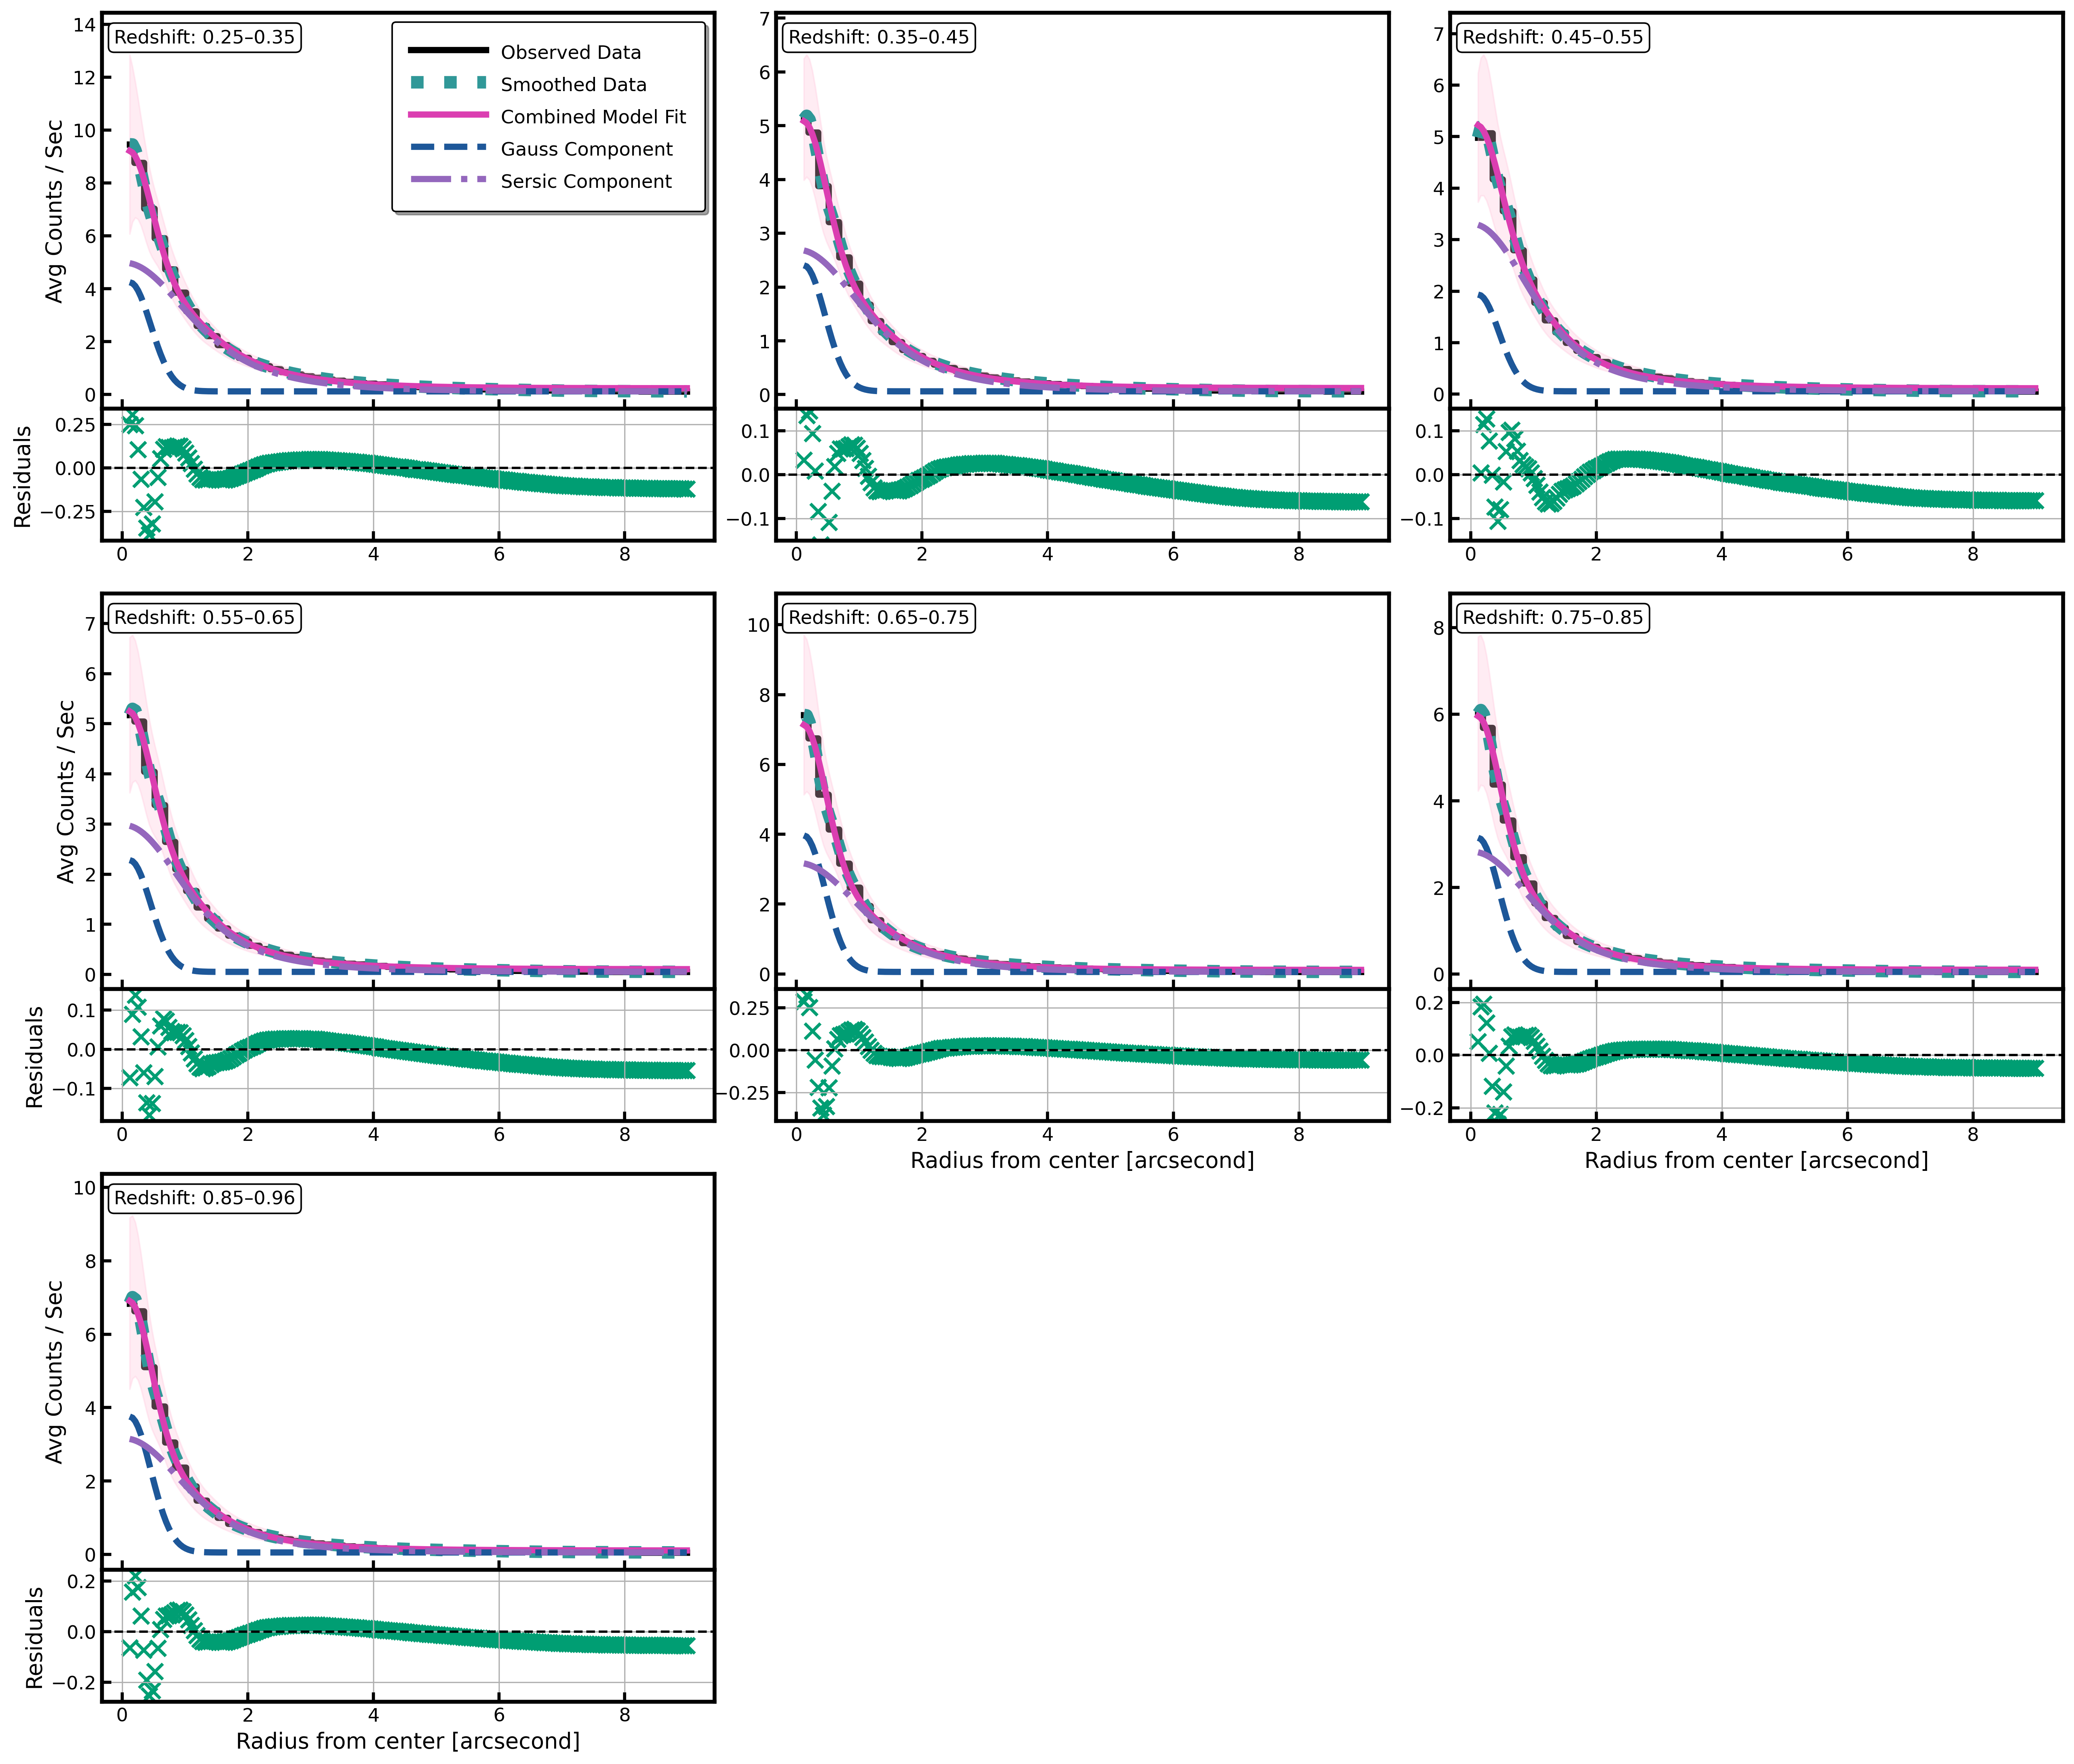 Redshift: 0.25–0.35
Observed Data
Smoothed Data
Combined Model Fit
Gauss Component
Sersic Component
Avg Counts / Sec
14
12
10
8
6
4
2
0
Residuals
0.25
0.00
−0.25
0 2 4 6 8
Redshift: 0.35–0.45
7
6
5
4
3
2
1
0
0.1
0.0
−0.1
0 2 4 6 8
Redshift: 0.45–0.55
7
6
5
4
3
2
1
0
0.1
0.0
−0.1
0 2 4 6 8
Redshift: 0.55–0.65
Avg Counts / Sec
7
6
5
4
3
2
1
0
Residuals
0.1
0.0
−0.1
0 2 4 6 8
Redshift: 0.65–0.75
10
8
6
4
2
0
0.25
0.00
−0.25
0 2 4 6 8
Radius from center [arcsecond]
Redshift: 0.75–0.85
8
6
4
2
0
0.2
0.0
−0.2
0 2 4 6 8
Radius from center [arcsecond]
Redshift: 0.85–0.96
Avg Counts / Sec
10
8
6
4
2
0
Residuals
0.2
0.0
−0.2
0 2 4 6 8
Radius from center [arcsecond]